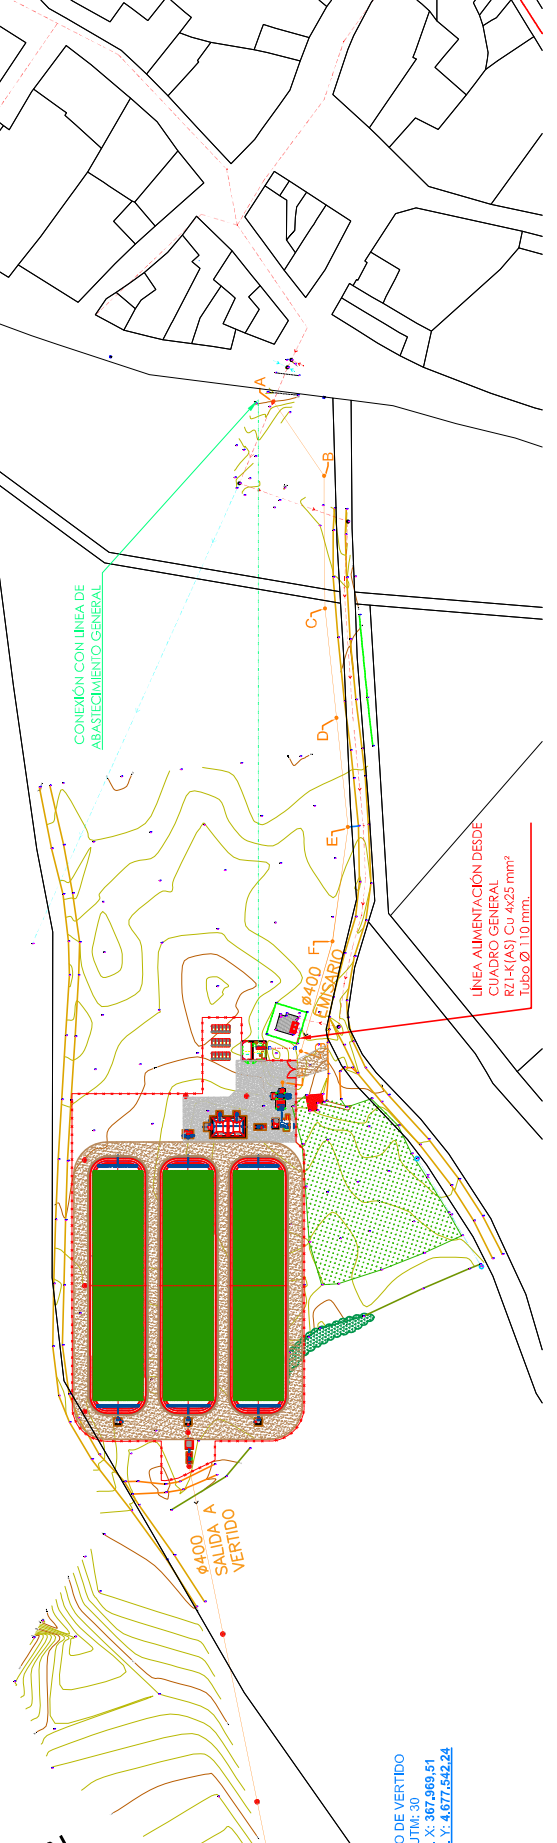 A
B
CONEXIÓN CON LÍNEA DE
ABASTECIMIENTO GENERAL
C
D
E
LÍNEA ALIMENTACIÓN DESDE
CUADRO GENERAL
RZ1-K(AS) Cu 4x25 mm²
Tubo Ø 110 mm.
F
ø400
EMISARIO
ø400
SALIDA A
VERTIDO
O DE VERTIDO
UTM: 30
X: 367.969,51
Y: 4.677.542,24